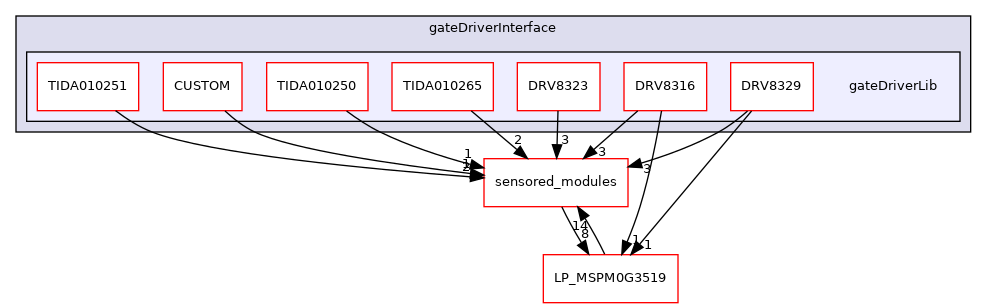 gateDriverInterface
TIDA010251
CUSTOM
TIDA010250
TIDA010265
DRV8323
DRV8316
DRV8329
gateDriverLib
2
3
3
1
3
sensored_modules
14
8
1
1
LP_MSPM0G3519